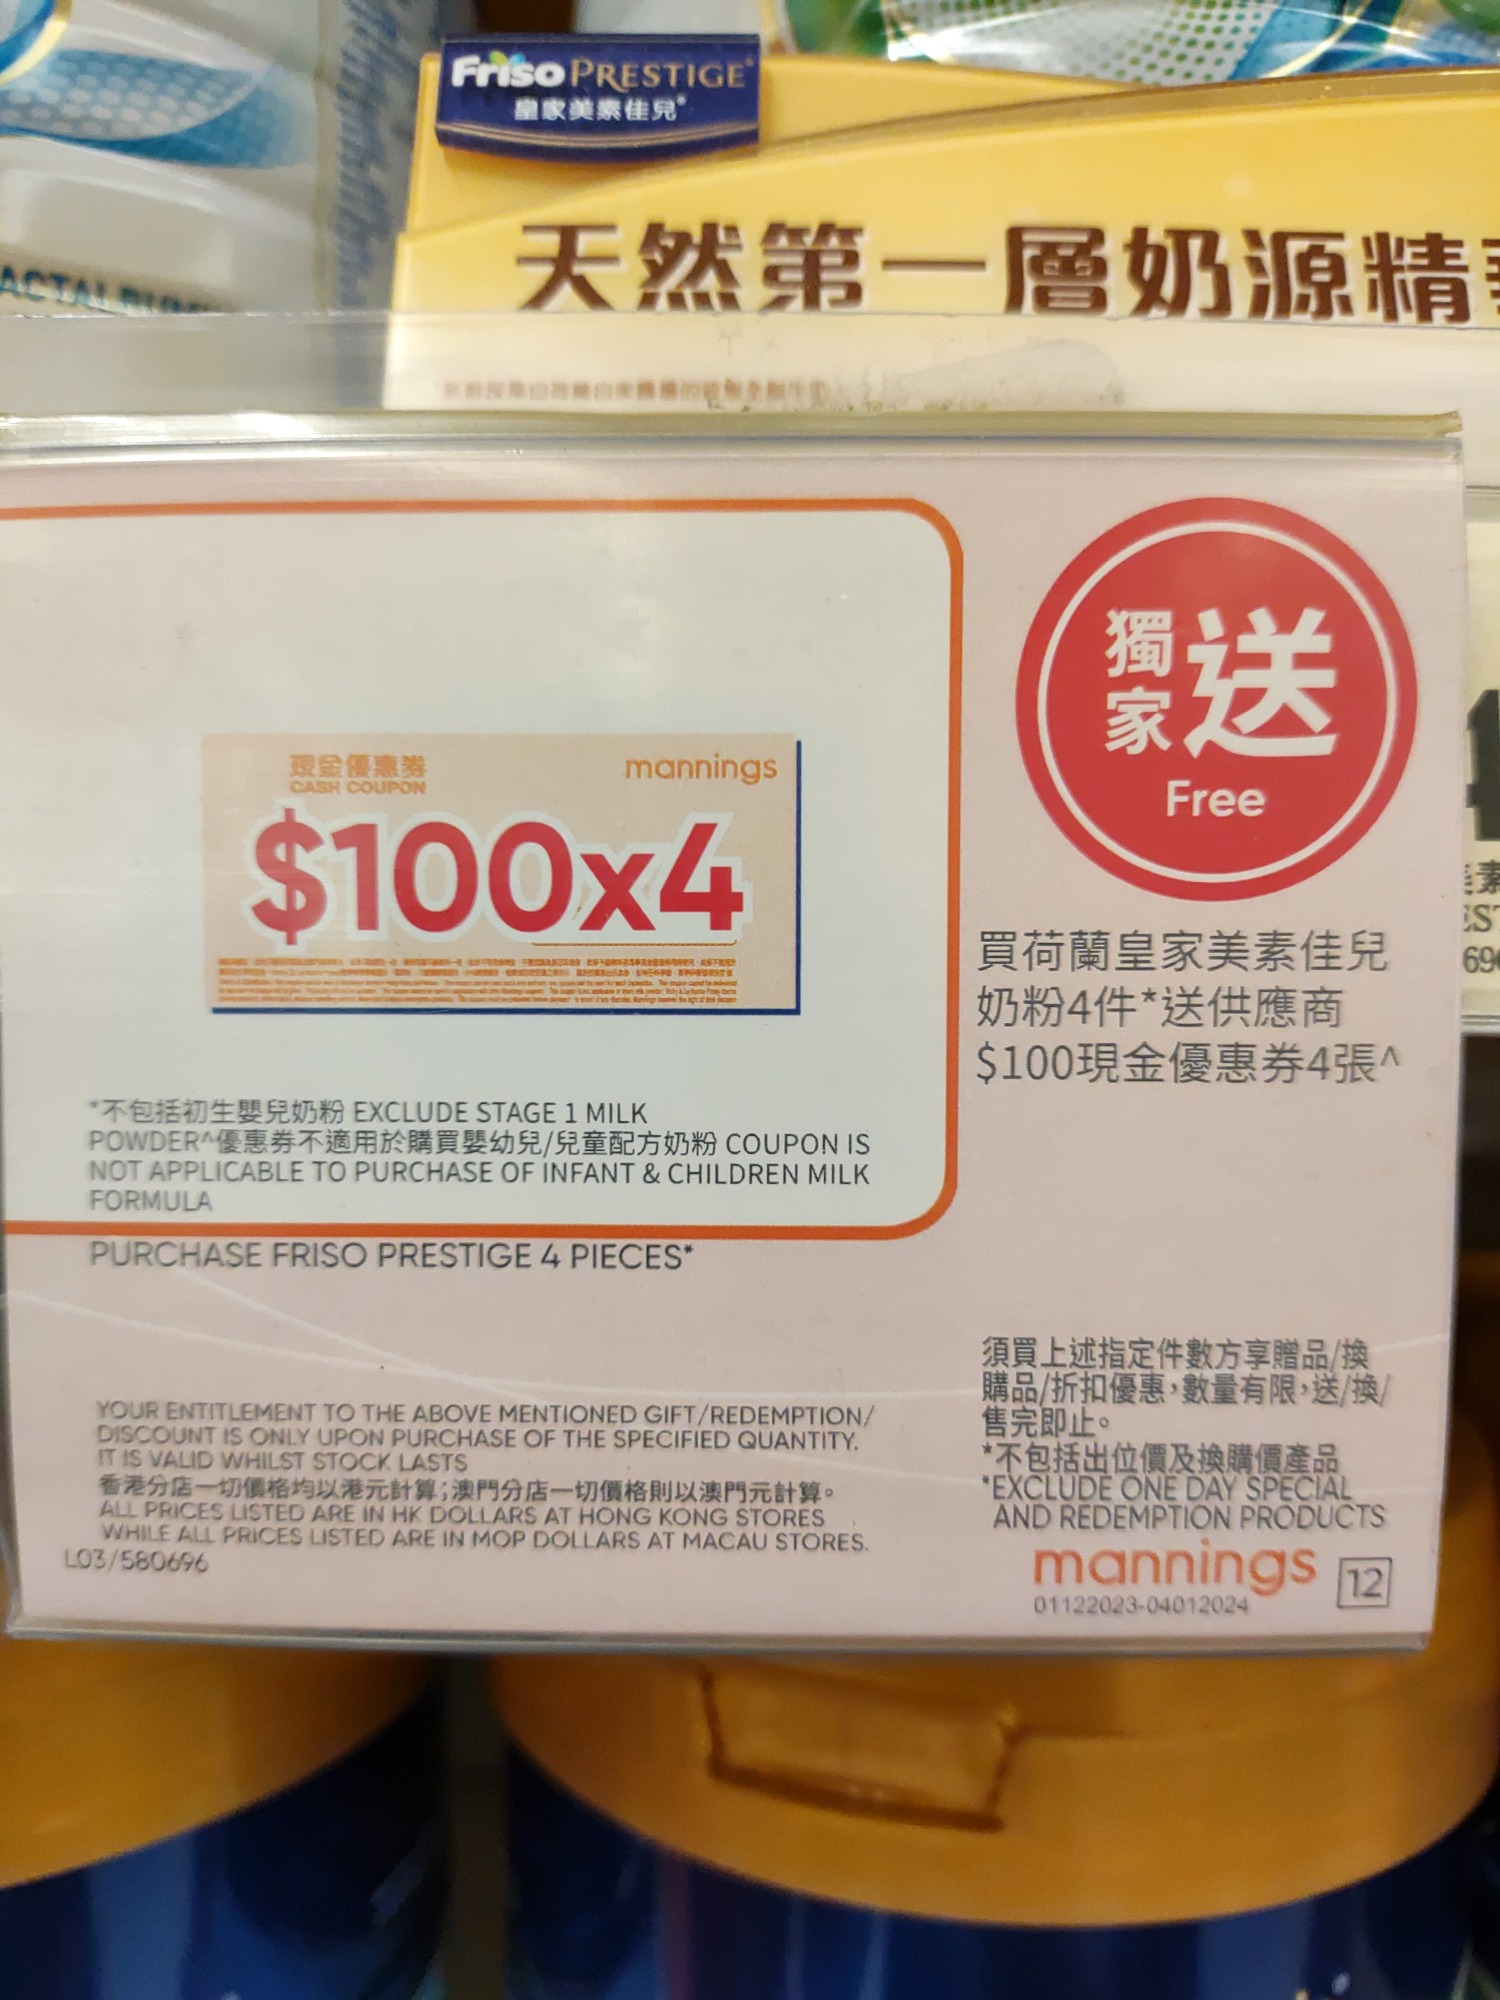 Friso PRESTIGE
皇家美素佳兒
天然第一層奶源精
獨家送
Free
現金優惠券
mannings
CASH COUPON
$100x4
買荷蘭皇家美素佳兒
奶粉4件*送供應商
$100現金優惠券4張^
*不包括初生嬰兒奶粉 EXCLUDE STAGE 1 MILK
POWDER^優惠券不適用於購買嬰幼兒/兒童配方奶粉 COUPON IS
NOT APPLICABLE TO PURCHASE OF INFANT & CHILDREN MILK
FORMULA
PURCHASE FRISO PRESTIGE 4 PIECES*
YOUR ENTITLEMENT TO THE ABOVE MENTIONED GIFT/REDEMPTION/
DISCOUNT IS ONLY UPON PURCHASE OF THE SPECIFIED QUANTITY.
IT IS VALID WHILST STOCK LASTS
香港分店一切價格均以港元計算;澳門分店一切價格則以澳門元計算。
ALL PRICES LISTED ARE IN HK DOLLARS AT HONG KONG STORES
WHILE ALL PRICES LISTED ARE IN MOP DOLLARS AT MACAU STORES.
L03/580696
須買上述指定件數方享贈品/換
購品/折扣優惠,數量有限,送/換/
售完即止。
*不包括出位價及換購價產品
*EXCLUDE ONE DAY SPECIAL
AND REDEMPTION PRODUCTS
mannings 12
01122023-04012024